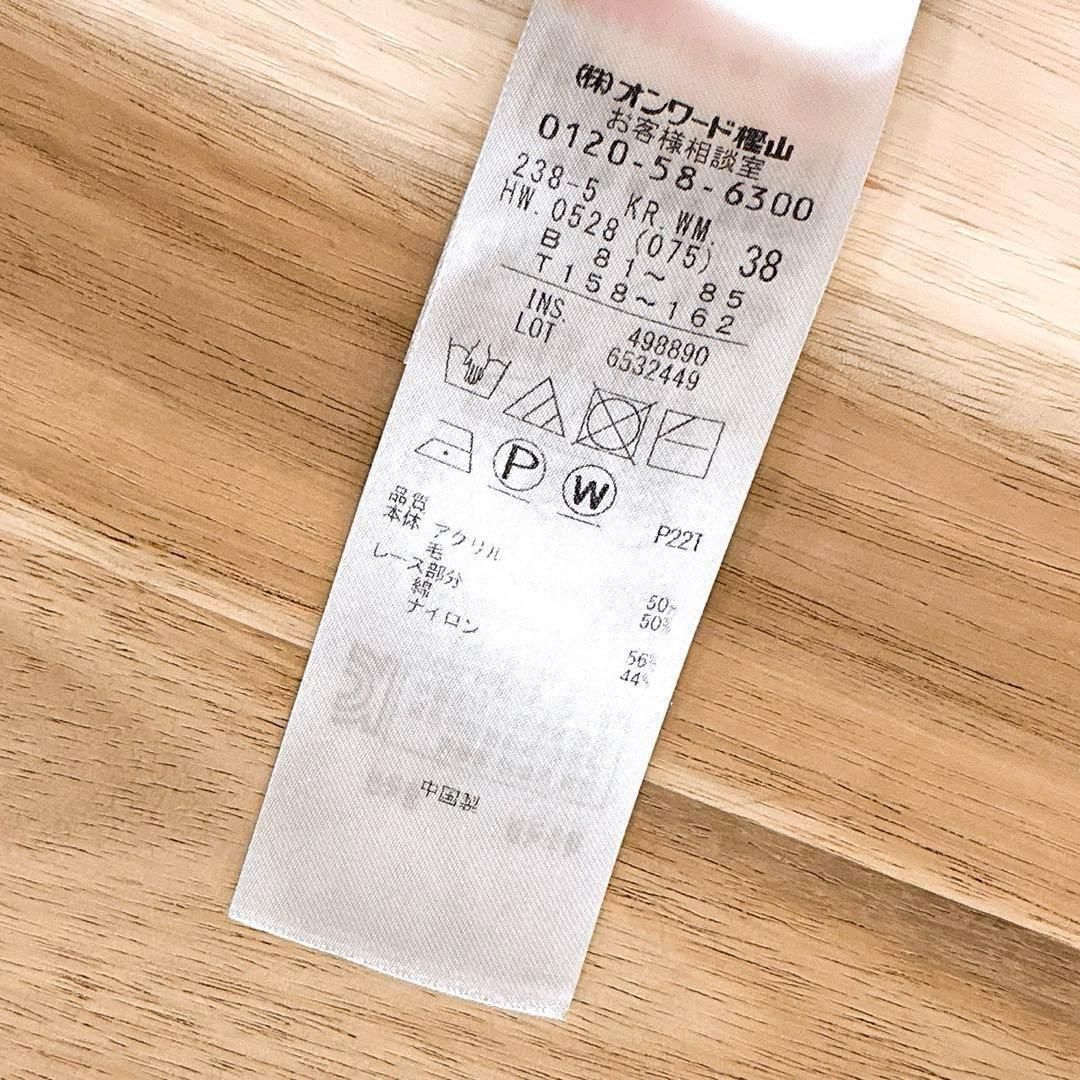 (株)オンワード樫山
お客様相談室
0120-58-6300
238-5 KR.WM. 38
HW.0528 (075)
B 81~ 85
T158~162
INS. 498890
LOT 6532449
P W
P22T
品質
本体 アクリル 50%
毛 50%
レース部分
綿 56%
ナイロン 44%
中国製